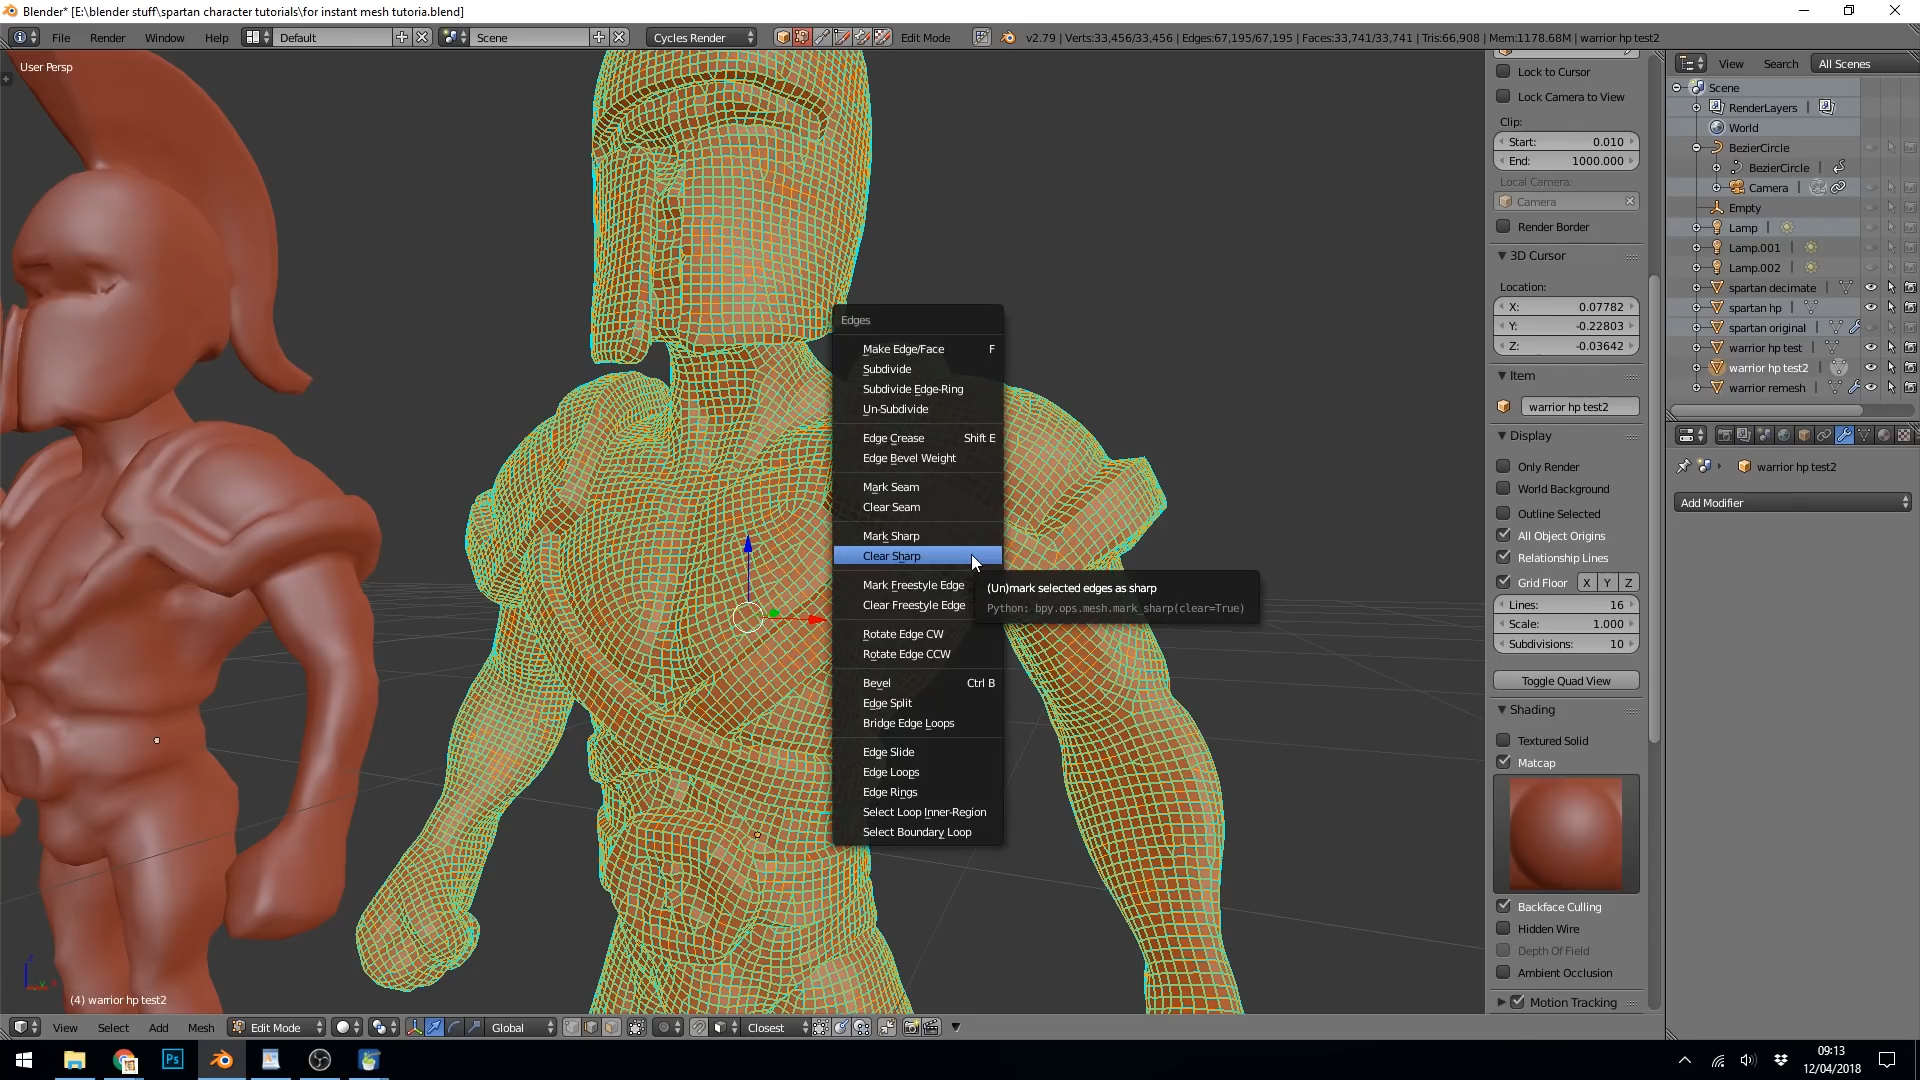 Blender* [E:\blender stuff\spartan character tutorials\for instant mesh tutoria.blend]
File Render Window Help Default Scene Cycles Render Edit Mode v2.79 | Verts:33,456/33,456 | Edges:67,195/67,195 | Faces:33,741/33,741 | Tris:66,908 | Mem:1178.68M | warrior hp test2
User Persp
Edges
Make Edge/Face F
Subdivide
Subdivide Edge-Ring
Un-Subdivide
Edge Crease Shift E
Edge Bevel Weight
Mark Seam
Clear Seam
Mark Sharp
Clear Sharp
Mark Freestyle Edge
Clear Freestyle Edge
Rotate Edge CW
Rotate Edge CCW
Bevel Ctrl B
Edge Split
Bridge Edge Loops
Edge Slide
Edge Loops
Edge Rings
Select Loop Inner-Region
Select Boundary Loop
(Un)mark selected edges as sharp
Python: bpy.ops.mesh.mark_sharp(clear=True)
Lock to Cursor
Lock Camera to View
Clip:
Start: 0.010
End: 1000.000
Local Camera:
Camera
Render Border
3D Cursor
Location:
X: 0.07782
Y: -0.22803
Z: -0.03642
Item
warrior hp test2
Display
Only Render
World Background
Outline Selected
All Object Origins
Relationship Lines
Grid Floor X Y Z
Lines: 16
Scale: 1.000
Subdivisions: 10
Toggle Quad View
Shading
Textured Solid
Matcap
Backface Culling
Hidden Wire
Depth Of Field
Ambient Occlusion
Motion Tracking
View Search All Scenes
Scene
RenderLayers
World
BezierCircle
BezierCircle
Camera
Empty
Lamp
Lamp.001
Lamp.002
spartan decimate
spartan hp
spartan original
warrior hp test
warrior hp test2
warrior remesh
warrior hp test2
Add Modifier
(4) warrior hp test2
View Select Add Mesh Edit Mode Global Closest
Ps
09:13
12/04/2018